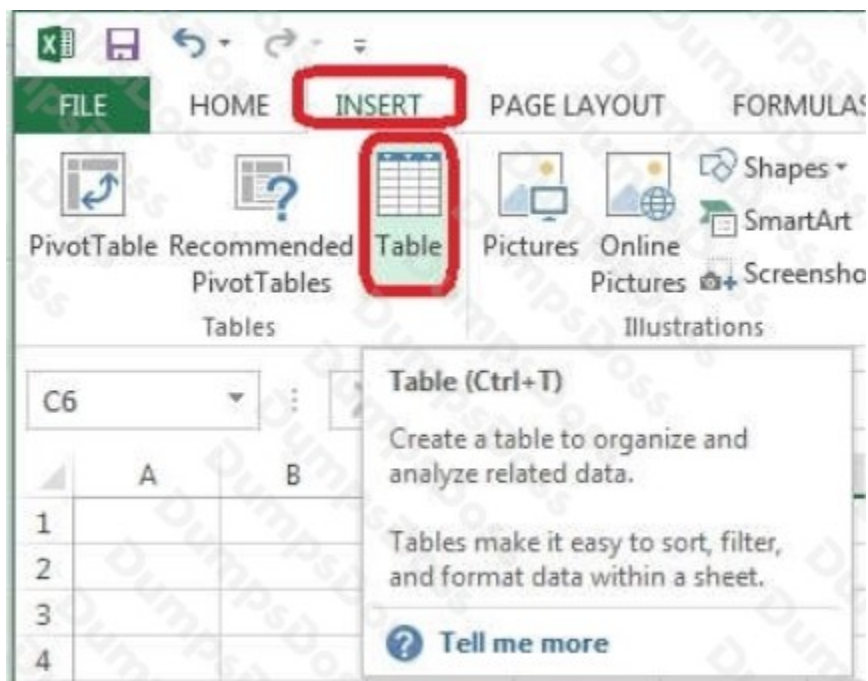 FILE HOME INSERT PAGE LAYOUT FORMULAS
PivotTable Recommended PivotTables Table Pictures Online Pictures Shapes
SmartArt
Screensho
Tables Illustrations
C6
Table (Ctrl+T)
Create a table to organize and
analyze related data.
Tables make it easy to sort, filter,
and format data within a sheet.
Tell me more
A B
1
2
3
4
DumpsDoss